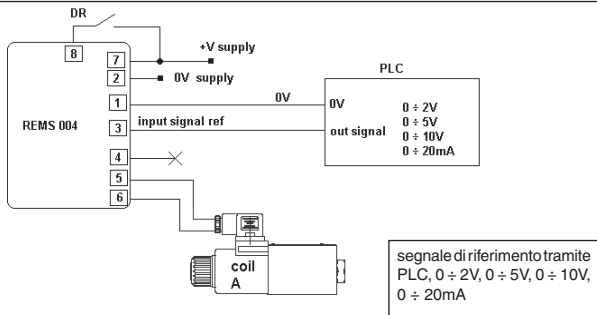 DR
8
7
+V supply
2
0V supply
PLC
1
0V
0V
0 ÷ 2V
0 ÷ 5V
0 ÷ 10V
0 ÷ 20mA
REMS 004
3
input signal ref
out signal
4
5
6
coil
A
segnale di riferimento tramite
PLC, 0 ÷ 2V, 0 ÷ 5V, 0 ÷ 10V,
0 ÷ 20mA